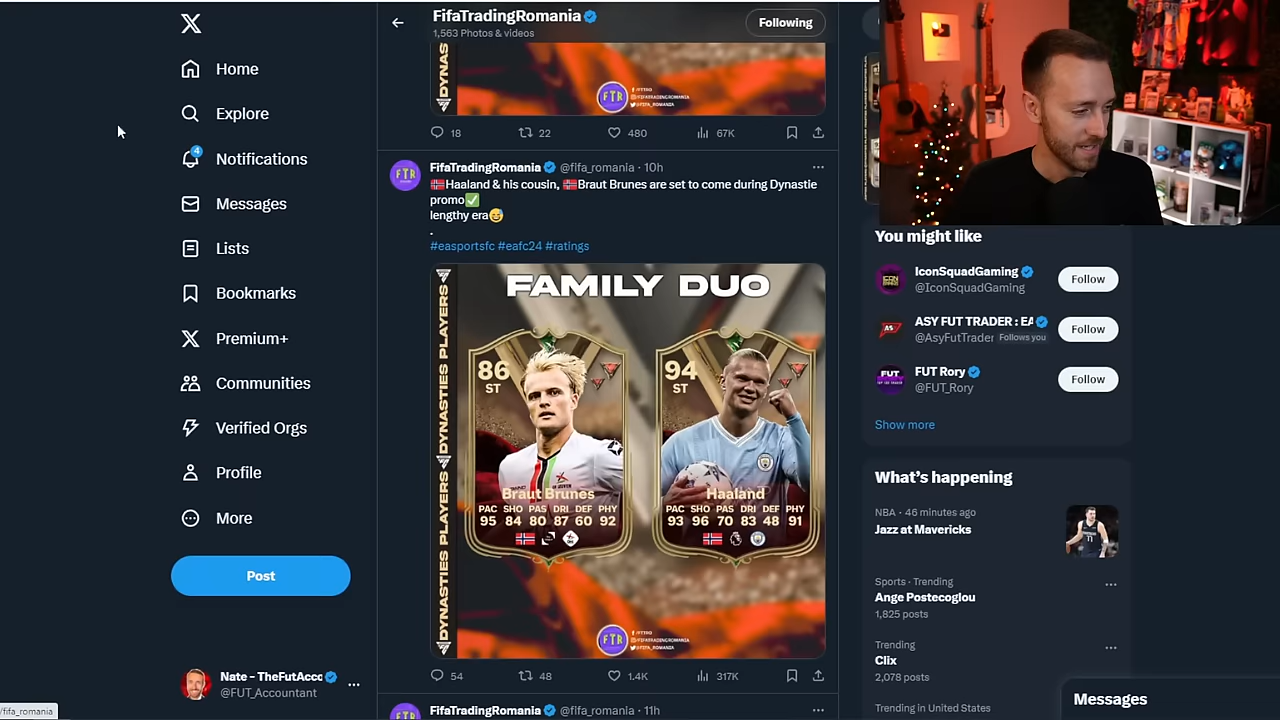 FifaTradingRomania
1,563 Photos & videos
Following
Home
Explore
4
Notifications
Messages
Lists
Bookmarks
Premium+
Communities
Verified Orgs
Profile
More
Post
Nate – TheFutAcc
@FUT_Accountant
/fifa_romania
FTR
18
22
480
67K
FifaTradingRomania @fifa_romania · 10h
🇳🇴Haaland & his cousin, 🇳🇴Braut Brunes are set to come during Dynastie
promo✅
lengthy era😅
.
#easportsfc #eafc24 #ratings
FAMILY DUO
DYNASTIES PLAYERS
DYNASTIES PLAYERS
86
ST
Braut Brunes
PAC SHO PAS DRI DEF PHY
95 84 80 87 60 92
94
ST
Haaland
PAC SHO PAS DRI DEF PHY
93 96 70 83 48 91
FTR
54
48
1.4K
317K
FifaTradingRomania @fifa_romania · 11h
You might like
IconSquadGaming
@IconSquadGaming
Follow
ASY FUT TRADER : EA
@AsyFutTrader Follows you
Follow
FUT Rory
@FUT_Rory
Follow
Show more
What's happening
NBA · 46 minutes ago
Jazz at Mavericks
Sports · Trending
Ange Postecoglou
1,825 posts
Trending
Clix
2,078 posts
Trending in United States
Messages